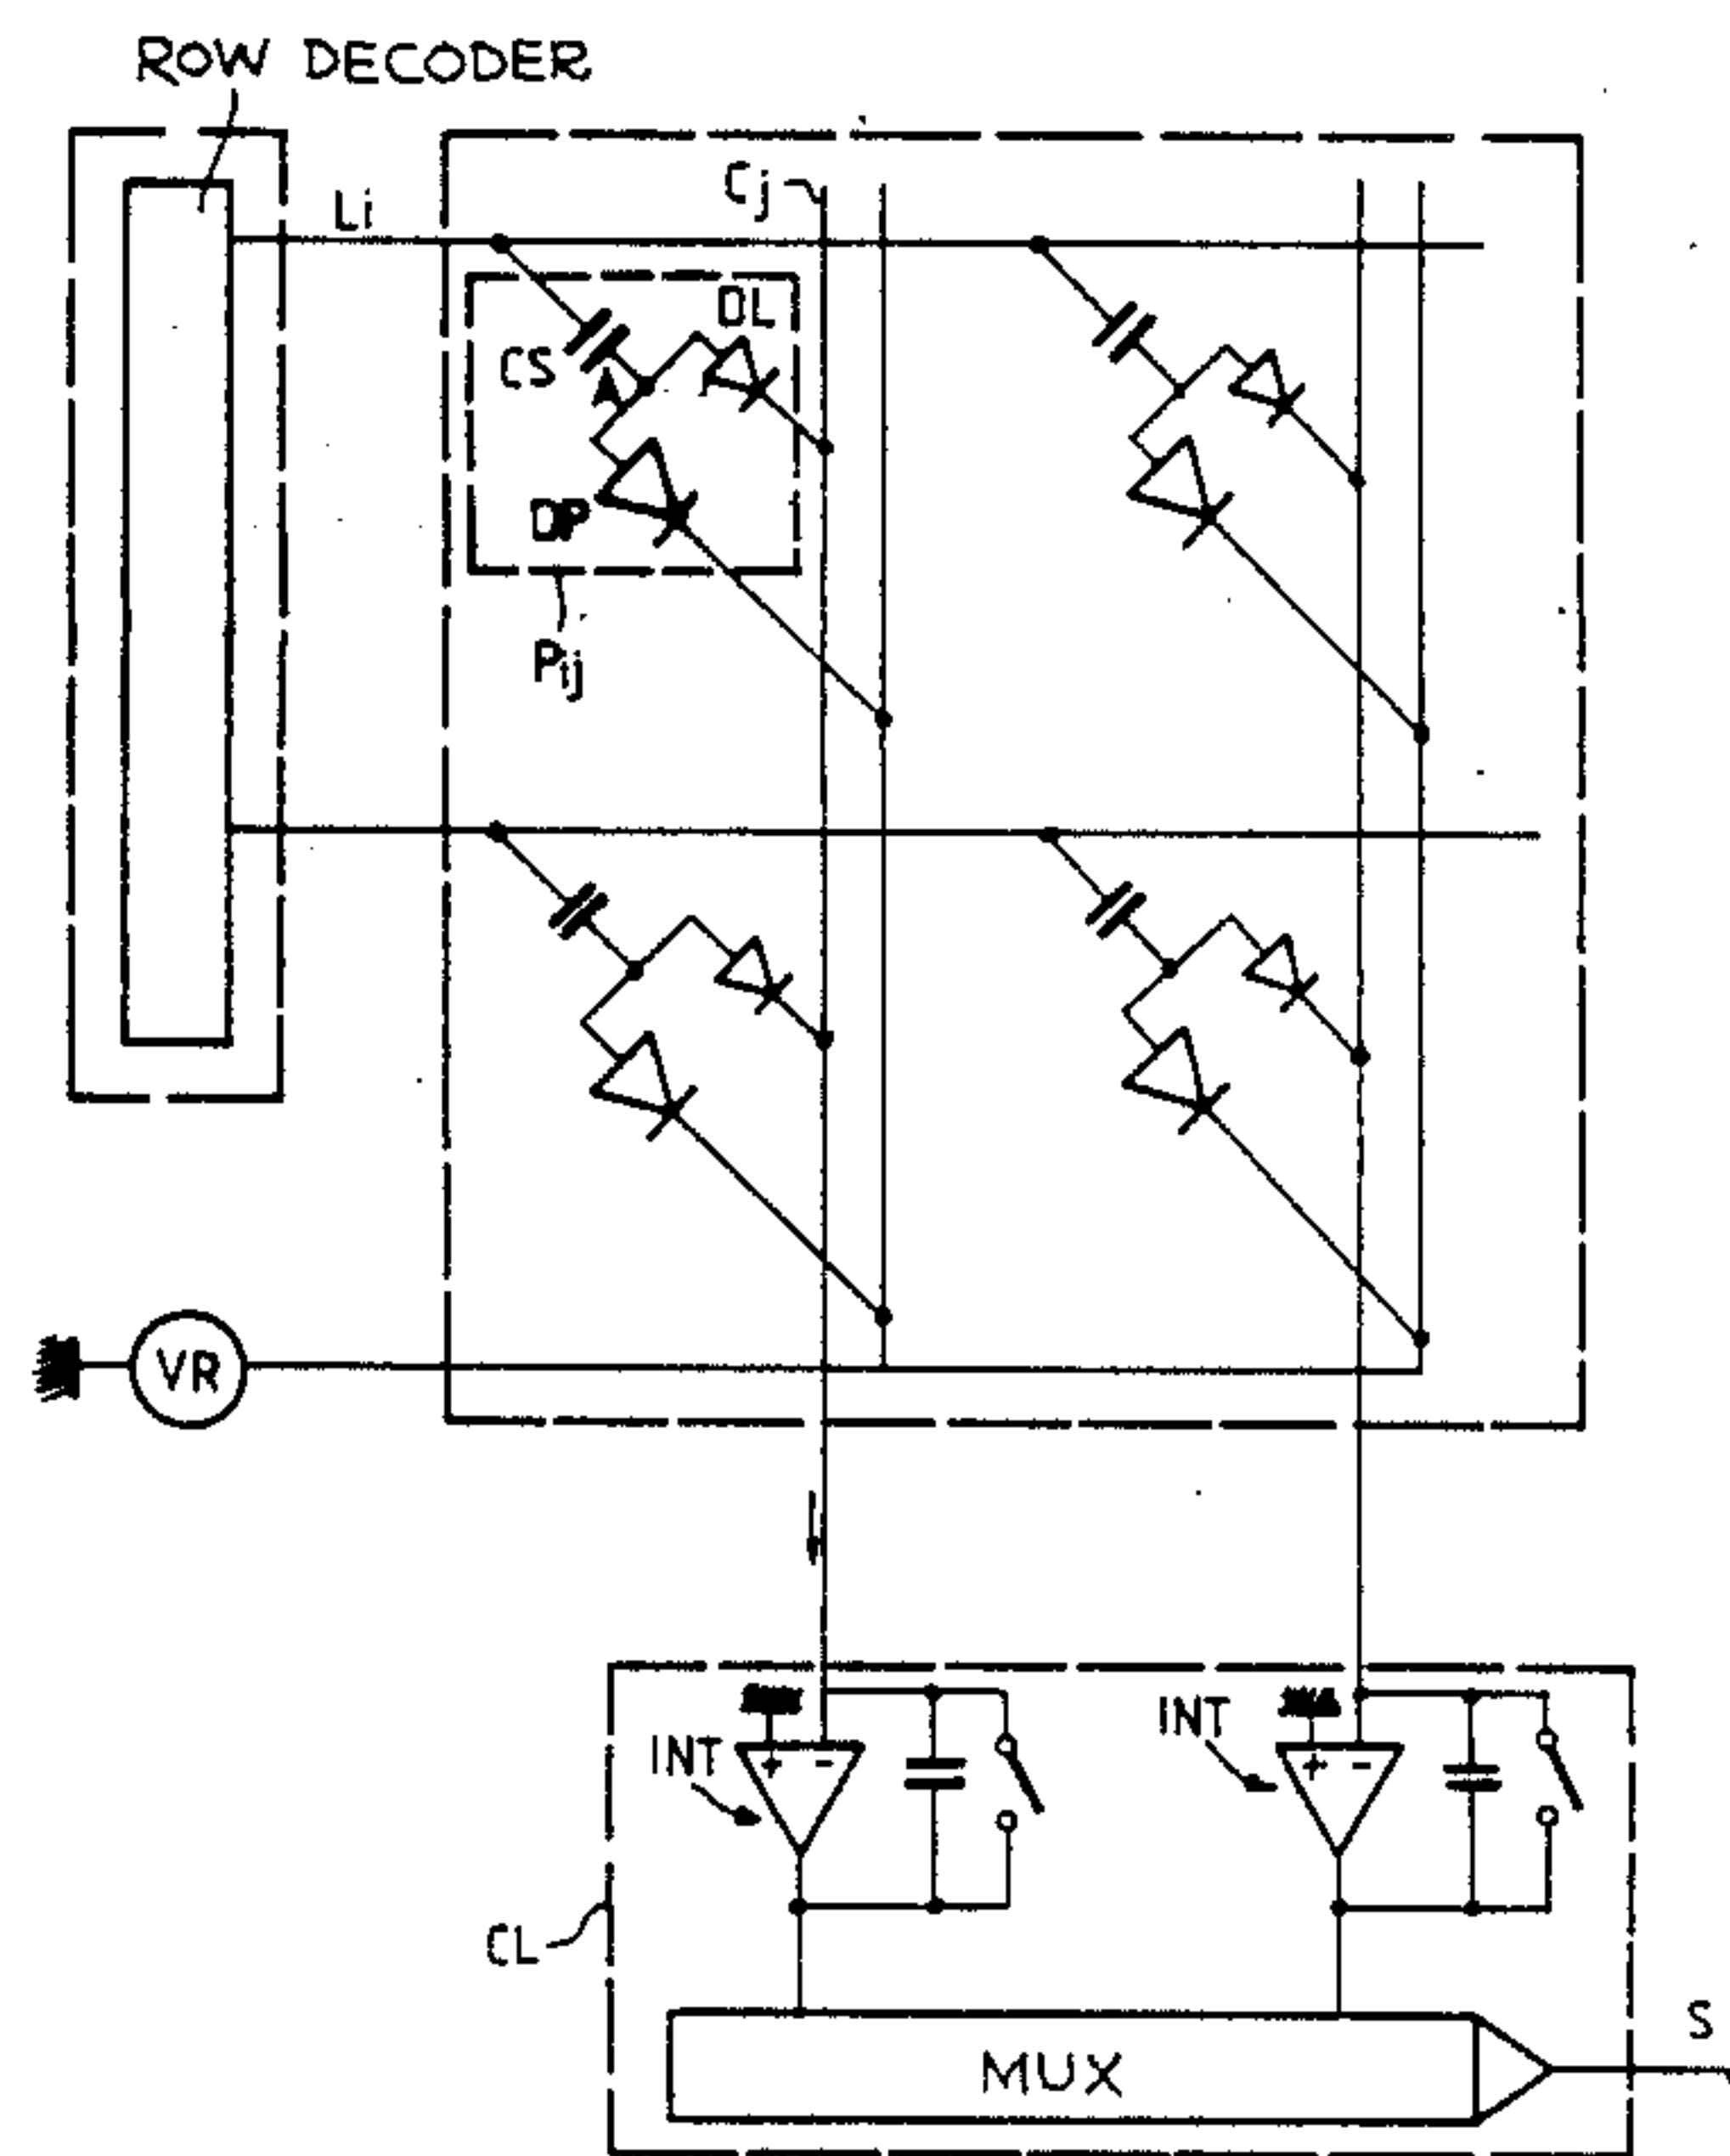 ROW DECODER
Li
Cj
DL
CS
DP
Pij
VR
INT
+ -
INT
+ -
CL
S
MUX